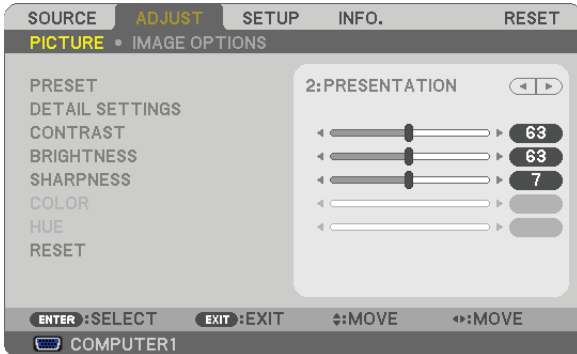 SOURCE ADJUST SETUP INFO. RESET
PICTURE • IMAGE OPTIONS
PRESET 2:PRESENTATION
DETAIL SETTINGS
CONTRAST 63
BRIGHTNESS 63
SHARPNESS 7
COLOR
HUE
RESET
ENTER :SELECT EXIT :EXIT :MOVE :MOVE
COMPUTER1